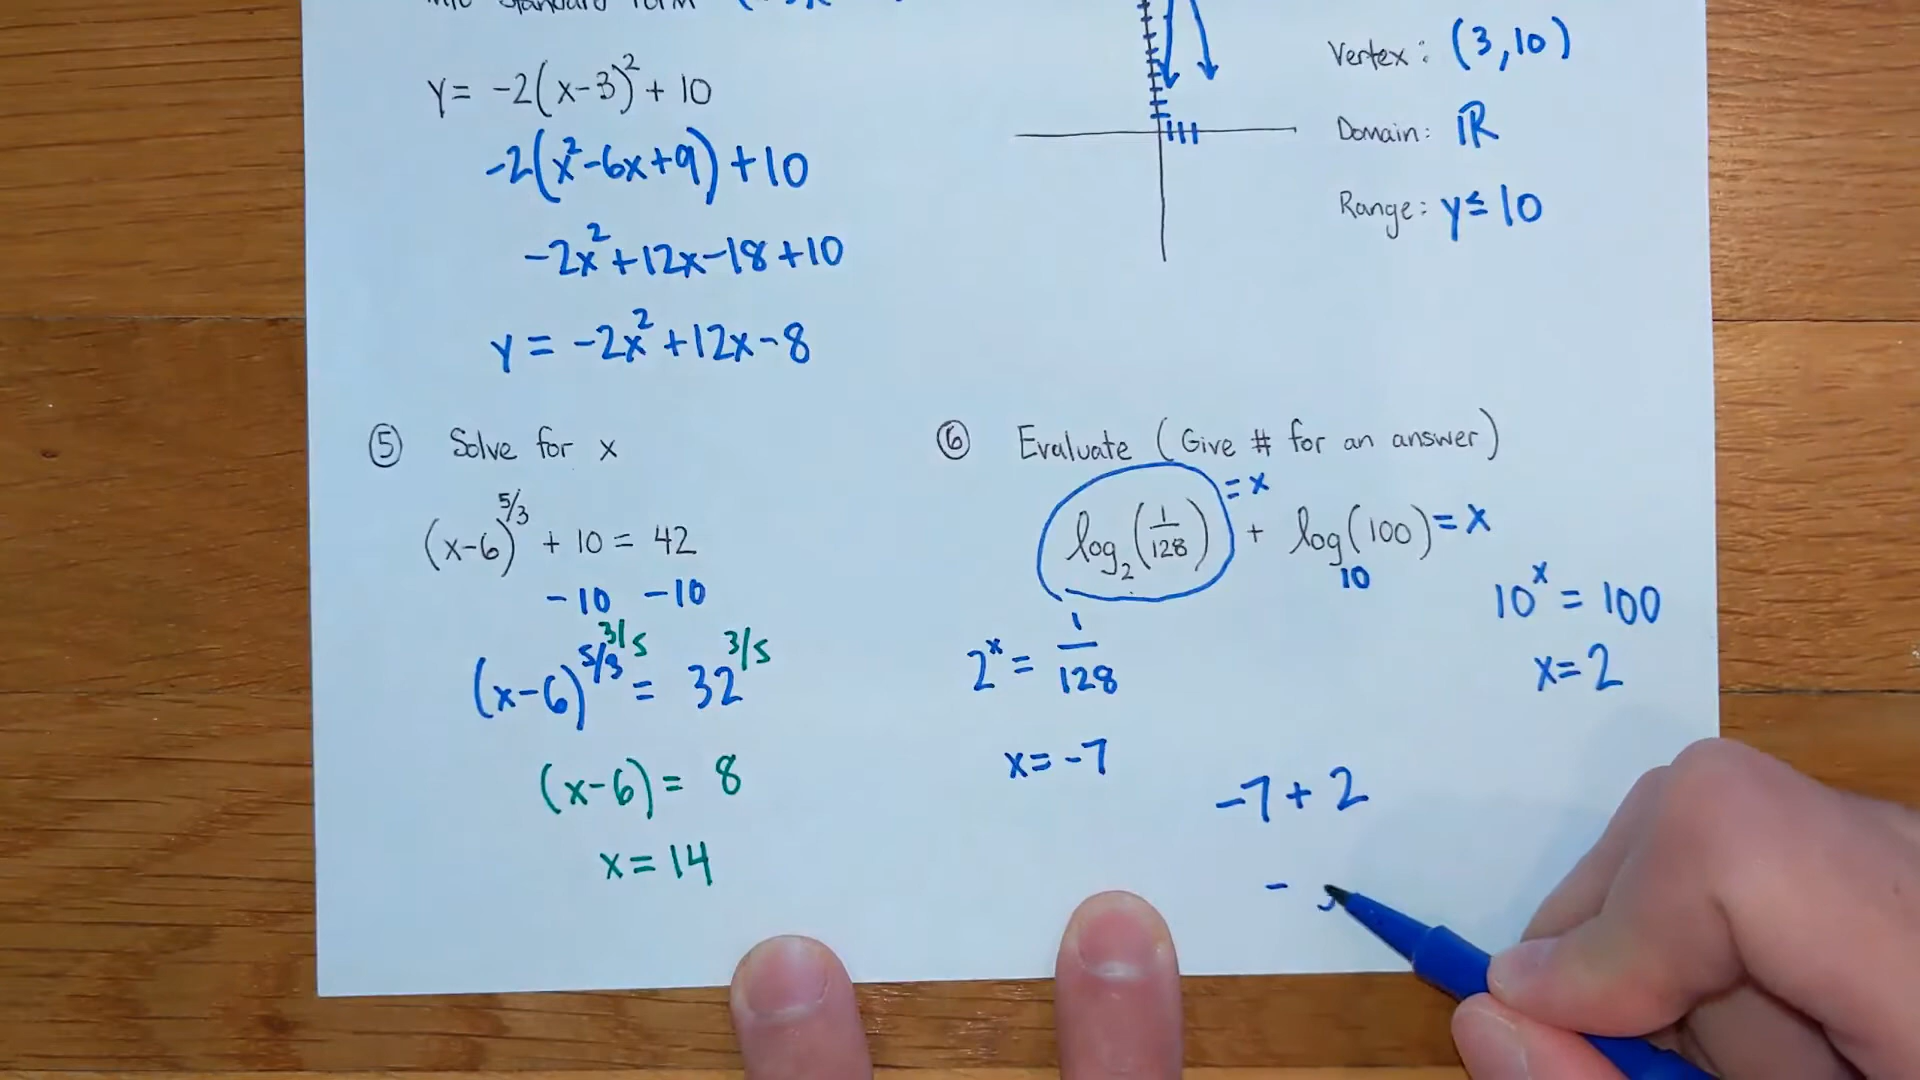 into standard form
y = -2(x-3)² + 10
-2(x²-6x+9) + 10
-2x²+12x-18+10
y = -2x²+12x-8
Vertex: (3,10)
Domain: ℝ
Range: y ≤ 10
⑤ Solve for x
(x-6)^5/3 + 10 = 42
-10 -10
(x-6)^5/3^3/5 = 32^3/5
(x-6) = 8
x = 14
⑥ Evaluate (Give # for an answer)
log₂(1/128) = x + log₁₀(100) = x
2^x = 1/128
x = -7
10^x = 100
x = 2
-7 + 2
-